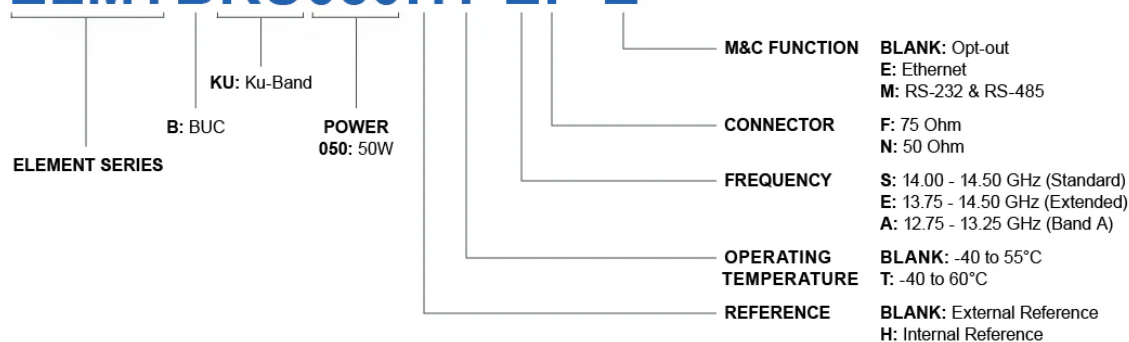 M&C FUNCTION BLANK: Opt-out
E: Ethernet
M: RS-232 & RS-485
KU: Ku-Band
B: BUC
POWER
050: 50W
ELEMENT SERIES
CONNECTOR F: 75 Ohm
N: 50 Ohm
FREQUENCY S: 14.00 - 14.50 GHz (Standard)
E: 13.75 - 14.50 GHz (Extended)
A: 12.75 - 13.25 GHz (Band A)
OPERATING TEMPERATURE BLANK: -40 to 55°C
T: -40 to 60°C
REFERENCE BLANK: External Reference
H: Internal Reference